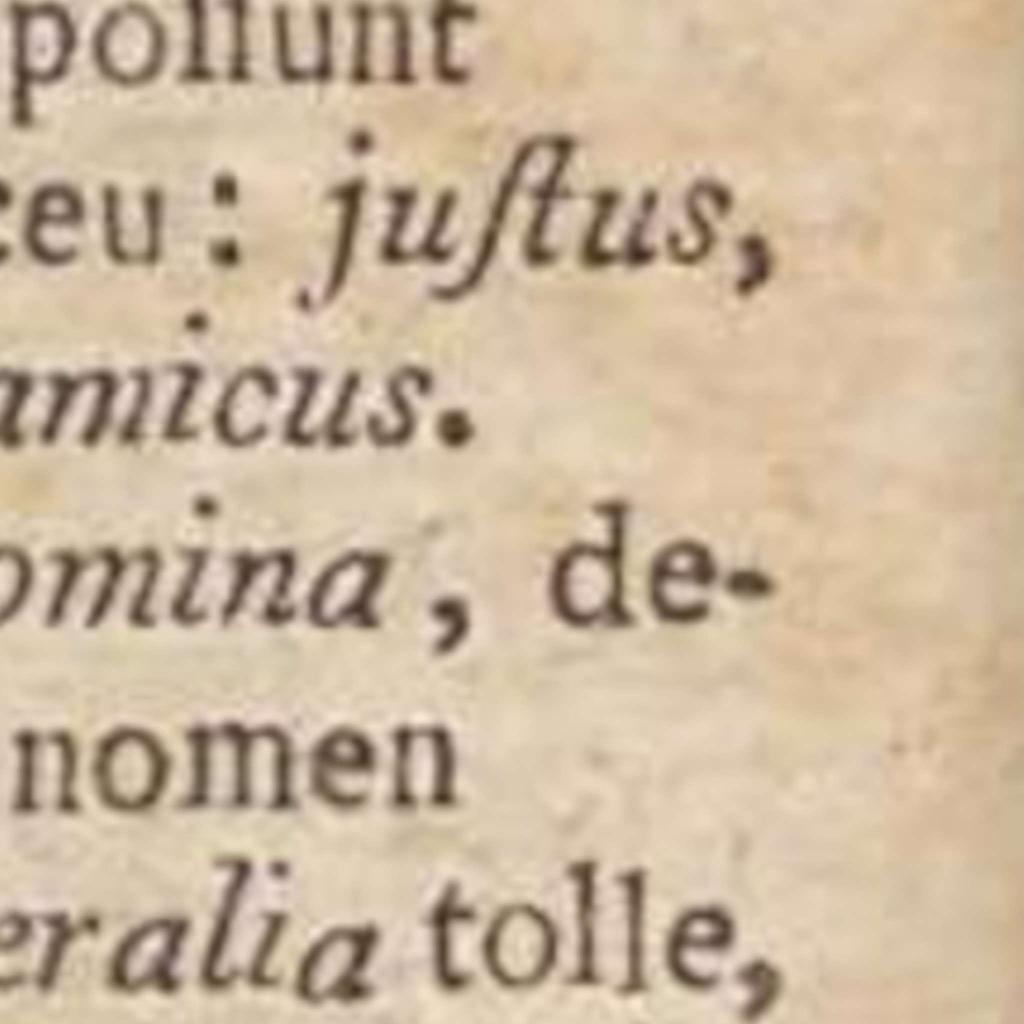 poſſunt
ceu: juſtus,
amicus.
omina, de-
nomen
eralia tolle,